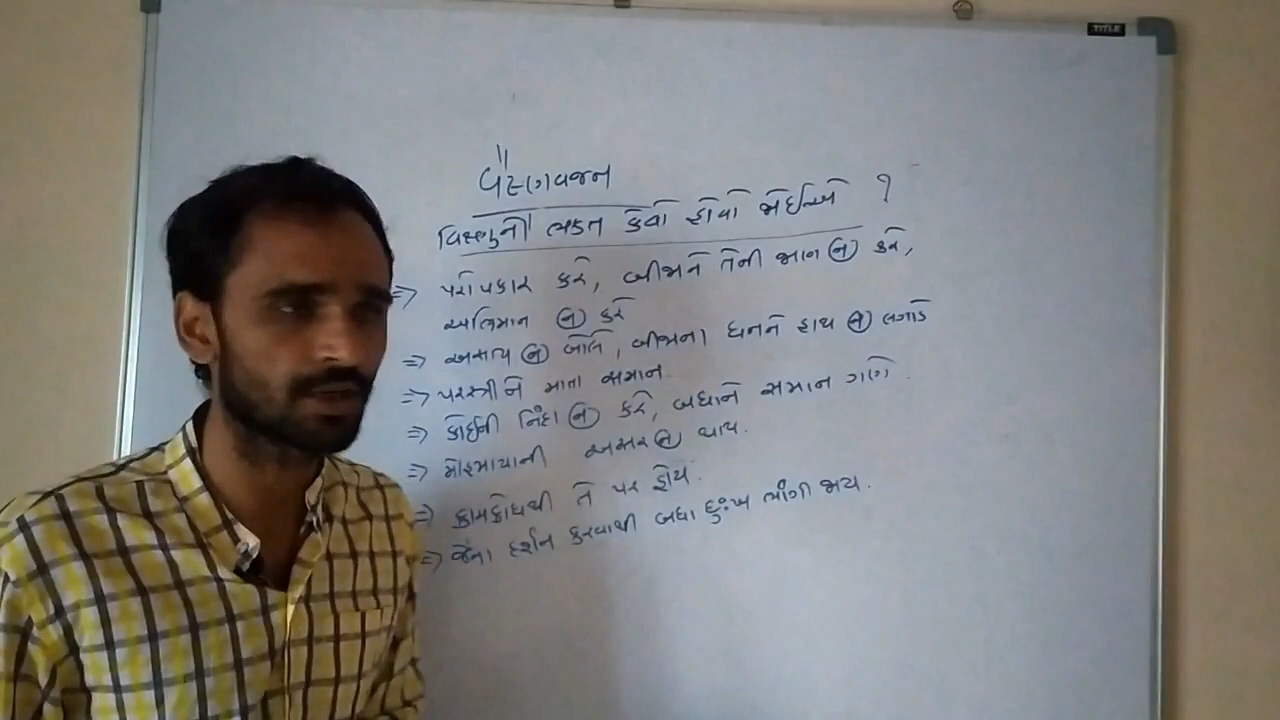 TITLE
વૈષ્ણવજન
વિષ્ણુનો ભકત કેવો હોવો જોઈએ ?
⇒ પરોપકાર કરે, બીજાને તેની જાન ન કરે,
અભિમાન ન કરે
⇒ અસત્ય ન બોલે, બીજાના ધનને હાથ ન લગાડે
⇒ પરસ્ત્રીને માતા સમાન.
⇒ કોઈની નિંદા ન કરે, બધાને સમાન ગણે.
⇒ મોહમાયાની અસર ન થાય.
⇒ કામક્રોધથી તે પર હોય.
⇒ જેના દર્શન કરવાથી બધા દુઃખ ભાંગી જાય.